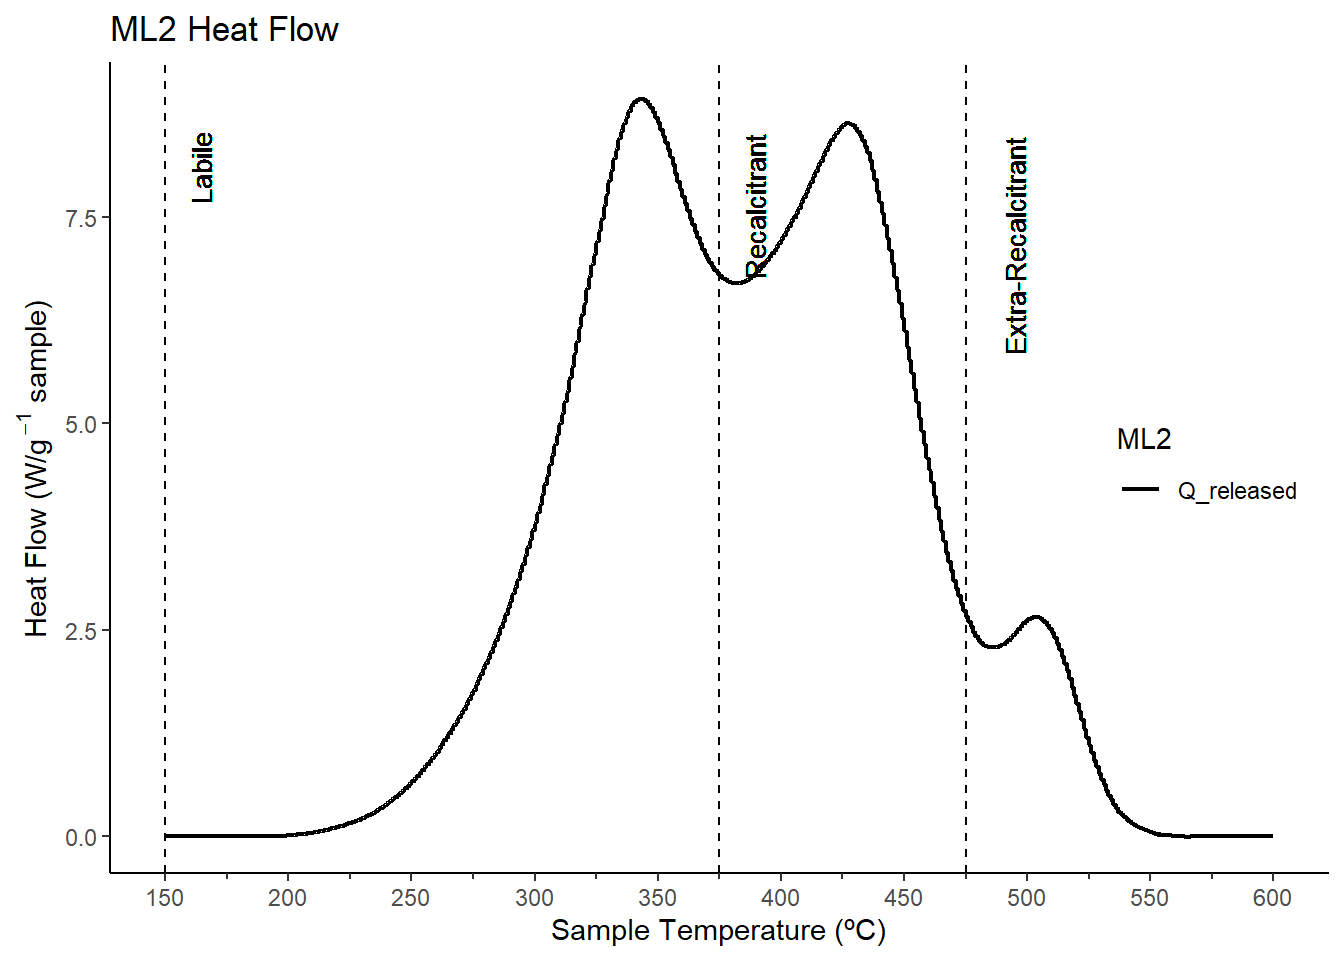 ML2 Heat Flow
Labile
Recalcitrant
Extra-Recalcitrant
7.5
5.0
2.5
0.0
Heat Flow (W/g⁻¹ sample)
ML2
Q_released
150 200 250 300 350 400 450 500 550 600
Sample Temperature (ºC)